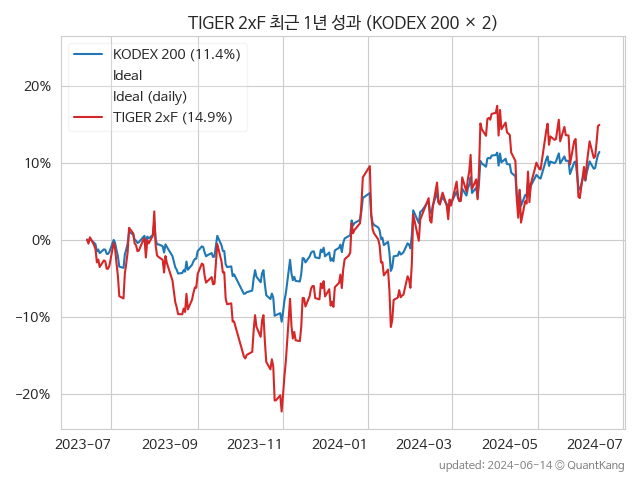 TIGER 2xF 최근 1년 성과 (KODEX 200 × 2)
KODEX 200 (11.4%)
Ideal
Ideal (daily)
TIGER 2xF (14.9%)
20%
10%
0%
−10%
−20%
2023-07 2023-09 2023-11 2024-01 2024-03 2024-05 2024-07
updated: 2024-06-14 © QuantKang